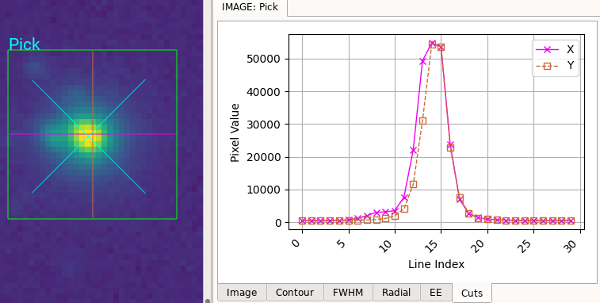 IMAGE: Pick
Pick
X
Y
50000
40000
30000
20000
10000
0
Pixel Value
0 5 10 15 20 25 30
Line Index
Image Contour FWHM Radial EE Cuts